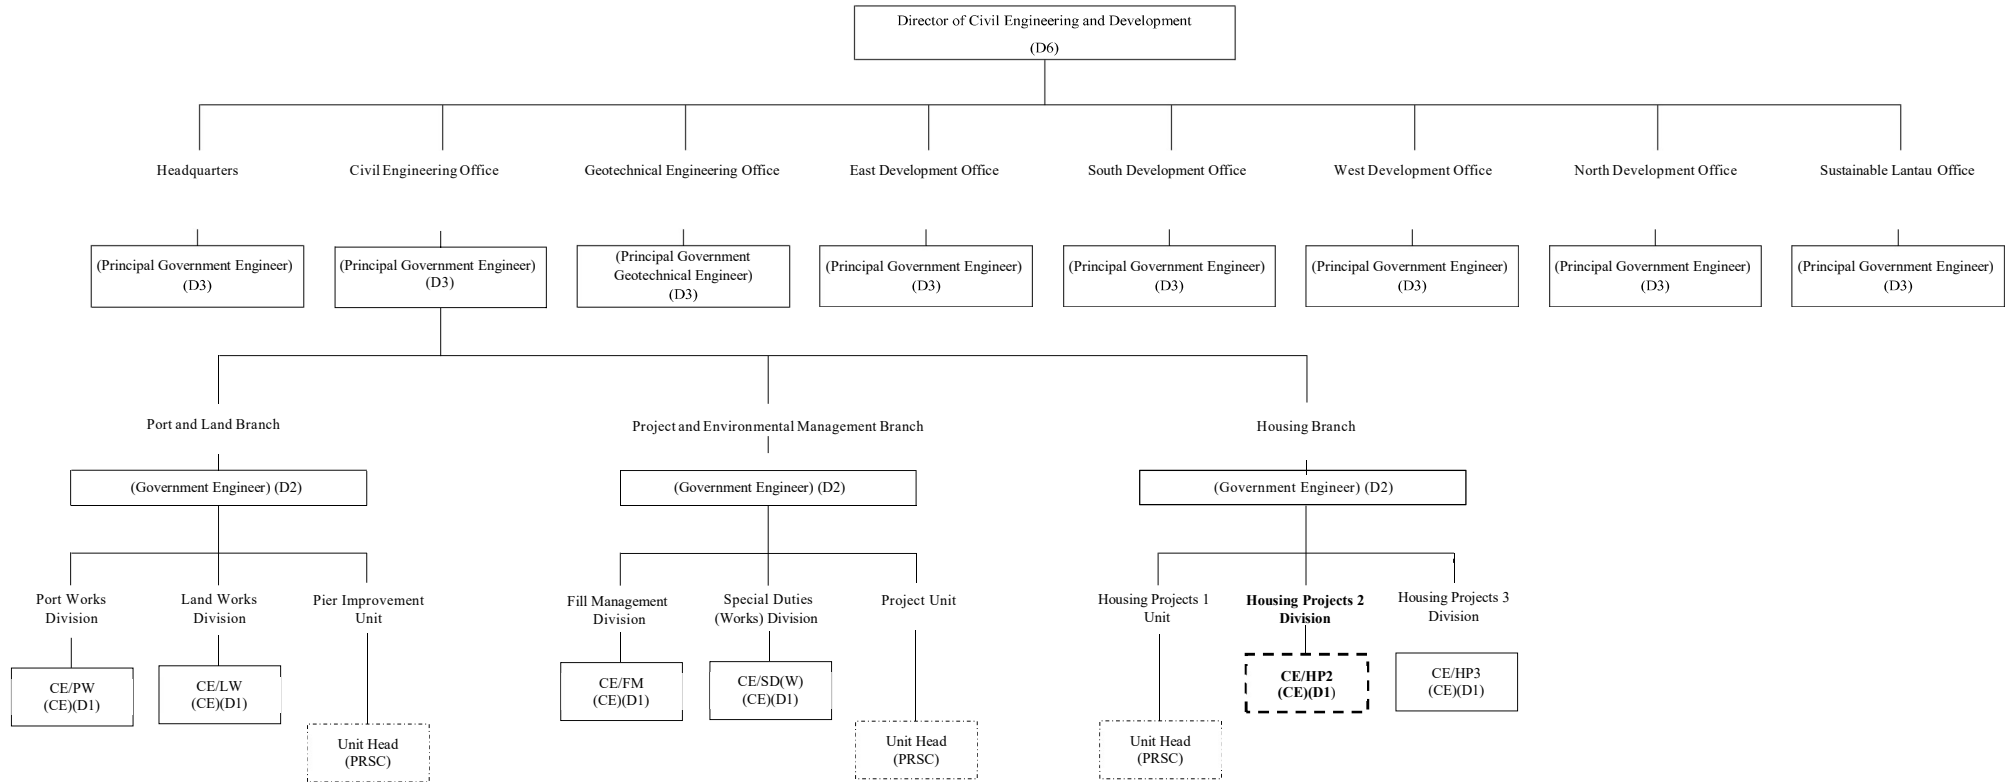 Director of Civil Engineering and Development
(D6)
Headquarters
Civil Engineering Office
Geotechnical Engineering Office
East Development Office
South Development Office
West Development Office
North Development Office
Sustainable Lantau Office
(Principal Government Engineer)
(D3)
(Principal Government Engineer)
(D3)
(Principal Government
Geotechnical Engineer)
(D3)
(Principal Government Engineer)
(D3)
(Principal Government Engineer)
(D3)
(Principal Government Engineer)
(D3)
(Principal Government Engineer)
(D3)
(Principal Government Engineer)
(D3)
Port and Land Branch
Project and Environmental Management Branch
Housing Branch
(Government Engineer) (D2)
(Government Engineer) (D2)
(Government Engineer) (D2)
Port Works
Division
Land Works
Division
Pier Improvement
Unit
Fill Management
Division
Special Duties
(Works) Division
Project Unit
Housing Projects 1
Unit
Housing Projects 2
Division
Housing Projects 3
Division
CE/PW
(CE)(D1)
CE/LW
(CE)(D1)
Unit Head
(PRSC)
CE/FM
(CE)(D1)
CE/SD(W)
(CE)(D1)
Unit Head
(PRSC)
Unit Head
(PRSC)
CE/HP2
(CE)(D1)
CE/HP3
(CE)(D1)